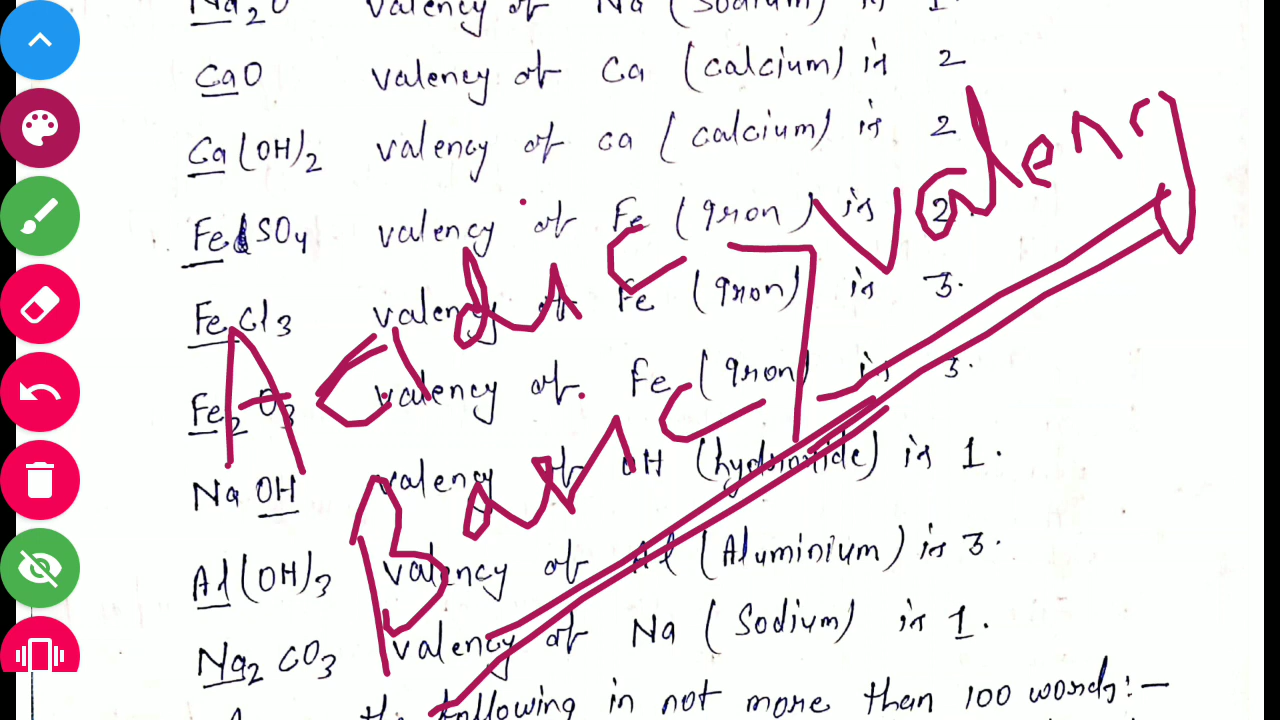 Na2O valency of Na (Sodium) is 1.
CaO valency of Ca (calcium) is 2
Ca(OH)2 valency of ca (calcium) is 2
FeSO4 valency of Fe (Iron) is 2.
FeCl3 valency of Fe (Iron) is 3.
Fe2O3 valency of Fe (Iron) is 3.
NaOH valency of OH (hydroxide) is 1.
Al(OH)3 valency of Al (Aluminium) is 3.
Na2CO3 valency of Na (Sodium) is 1.
the following in not more than 100 words:-
Acidic
Basic
Valency